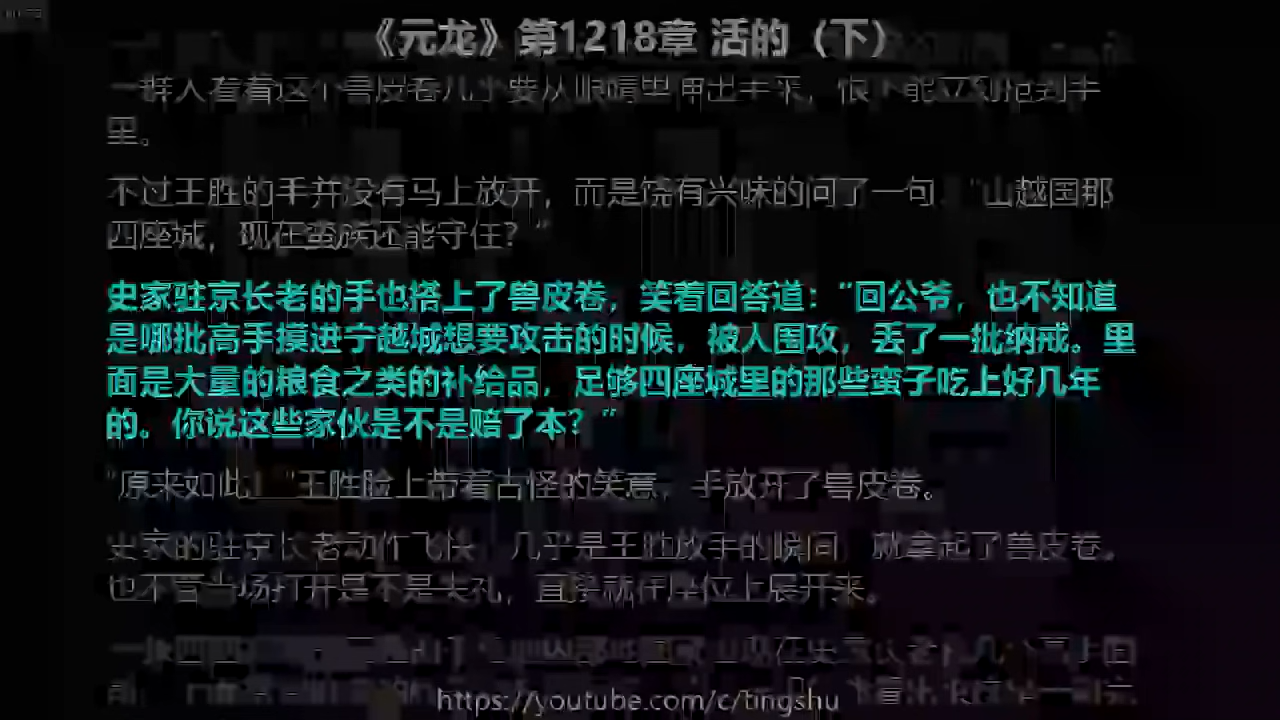 《元龙》第1218章 活的（下）
一群人看着这个兽皮卷几乎要从眼睛里伸出手来，恨不能立刻抢到手
里。
不过王胜的手并没有马上放开，而是饶有兴味的问了一句：“山越国那
四座城，现在蛮族还能守住？”
史家驻京长老的手也搭上了兽皮卷，笑着回答道：“回公爷，也不知道
是哪批高手摸进宁越城想要攻击的时候，被人围攻，丢了一批纳戒。里
面是大量的粮食之类的补给品，足够四座城里的那些蛮子吃上好几年
的。你说这些家伙是不是赔了本？”
“原来如此！”王胜脸上带着古怪的笑意，手放开了兽皮卷。
史家的驻京长老动作飞快，几乎是王胜放手的瞬间，就拿起了兽皮卷。
也不管当场打开是不是失礼，直接就在座位上展开来。
https://youtube.com/c/tingshu